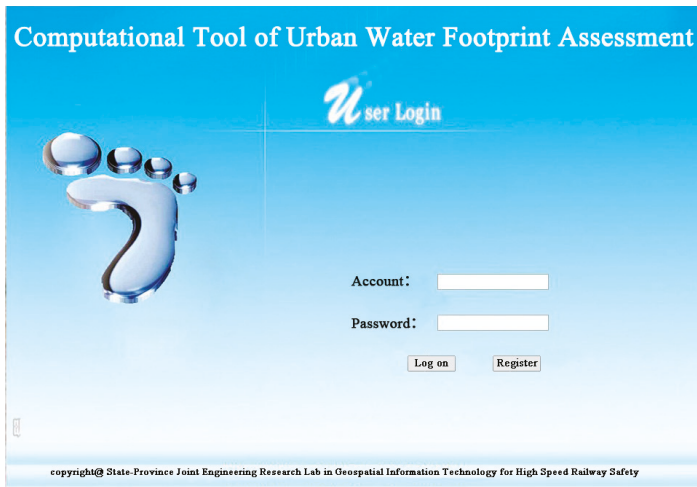 Computational Tool of Urban Water Footprint Assessment
User Login
Account:
Password:
Log on Register
copyright@ State-Province Joint Engineering Research Lab in Geospatial Information Technology for High Speed Railway Safety